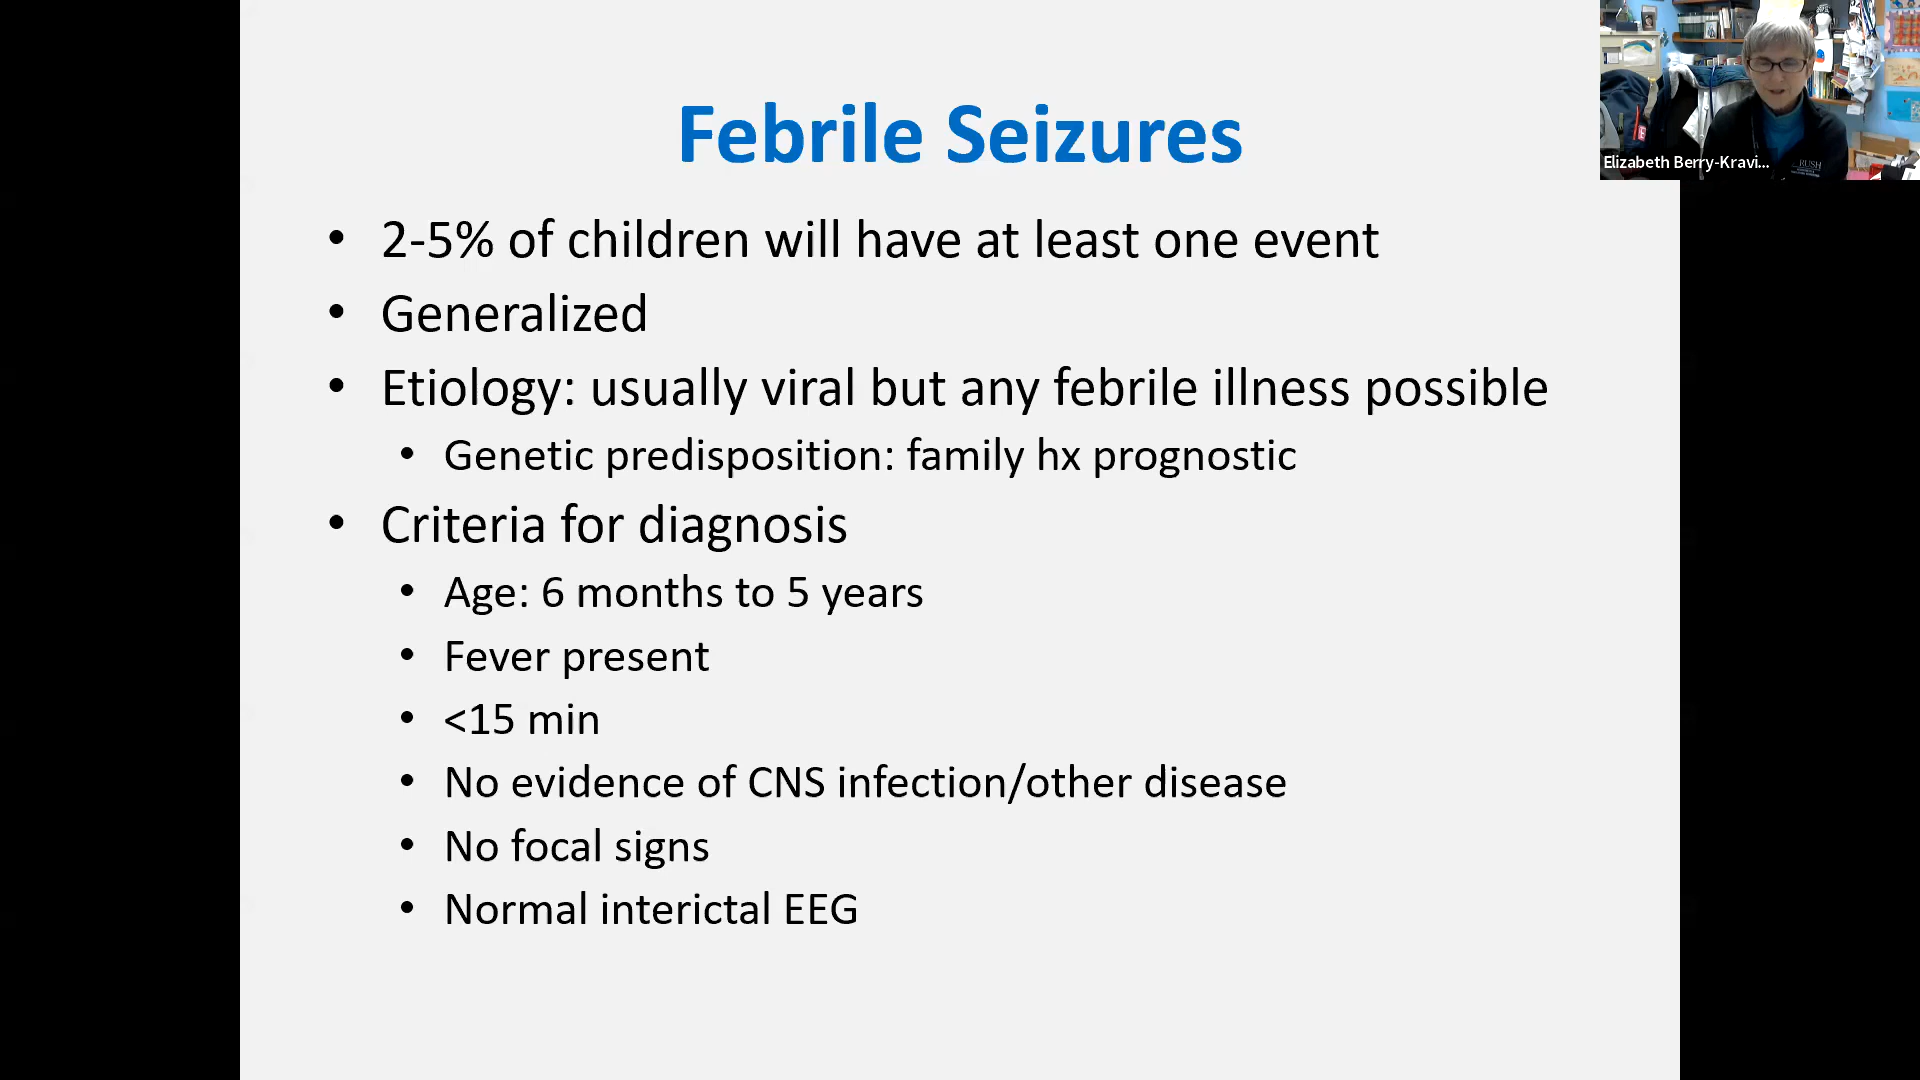 Febrile Seizures
• 2-5% of children will have at least one event
• Generalized
• Etiology: usually viral but any febrile illness possible
• Genetic predisposition: family hx prognostic
• Criteria for diagnosis
• Age: 6 months to 5 years
• Fever present
• <15 min
• No evidence of CNS infection/other disease
• No focal signs
• Normal interictal EEG
Elizabeth Berry-Kravi...
RUSH